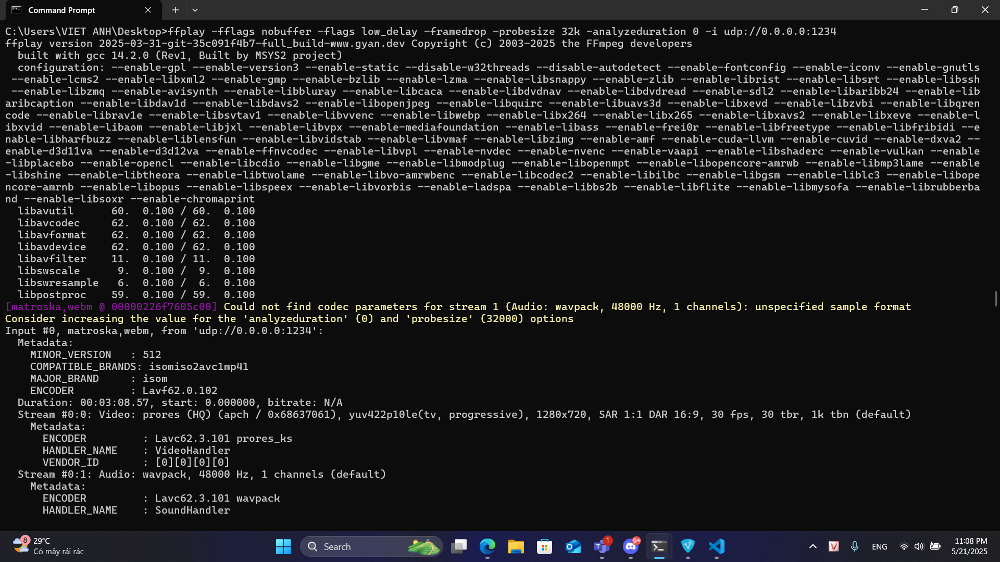 Command Prompt
C:\Users\VIET ANH\Desktop>ffplay -fflags nobuffer -flags low_delay -framedrop -probesize 32k -analyzeduration 0 -i udp://0.0.0.0:1234
ffplay version 2025-03-31-git-35c091f4b7-full_build-www.gyan.dev Copyright (c) 2003-2025 the FFmpeg developers
  built with gcc 14.2.0 (Rev1, Built by MSYS2 project)
  configuration: --enable-gpl --enable-version3 --enable-static --disable-w32threads --disable-autodetect --enable-fontconfig --enable-iconv --enable-gnutls
 --enable-lcms2 --enable-libxml2 --enable-gmp --enable-bzlib --enable-lzma --enable-libsnappy --enable-zlib --enable-librist --enable-libsrt --enable-libssh
 --enable-libzmq --enable-avisynth --enable-libbluray --enable-libcaca --enable-libdvdnav --enable-libdvdread --enable-sdl2 --enable-libaribb24 --enable-lib
aribcaption --enable-libdav1d --enable-libdavs2 --enable-libopenjpeg --enable-libquirc --enable-libuavs3d --enable-libxevd --enable-libzvbi --enable-libqren
code --enable-librav1e --enable-libsvtav1 --enable-libvvenc --enable-libwebp --enable-libx264 --enable-libx265 --enable-libxavs2 --enable-libxeve --enable-l
ibxvid --enable-libaom --enable-libjxl --enable-libvpx --enable-mediafoundation --enable-libass --enable-frei0r --enable-libfreetype --enable-libfribidi --e
nable-libharfbuzz --enable-liblensfun --enable-libvidstab --enable-libvmaf --enable-libzimg --enable-amf --enable-cuda-llvm --enable-cuvid --enable-dxva2 --
enable-d3d11va --enable-d3d12va --enable-ffnvcodec --enable-libvpl --enable-nvdec --enable-nvenc --enable-vaapi --enable-libshaderc --enable-vulkan --enable
-libplacebo --enable-opencl --enable-libcdio --enable-libgme --enable-libmodplug --enable-libopenmpt --enable-libopencore-amrwb --enable-libmp3lame --enable
-libshine --enable-libtheora --enable-libtwolame --enable-libvo-amrwbenc --enable-libcodec2 --enable-libilbc --enable-libgsm --enable-liblc3 --enable-libope
ncore-amrnb --enable-libopus --enable-libspeex --enable-libvorbis --enable-ladspa --enable-libbs2b --enable-libflite --enable-libmysofa --enable-librubberba
nd --enable-libsoxr --enable-chromaprint
  libavutil      60.  0.100 / 60.  0.100
  libavcodec     62.  0.100 / 62.  0.100
  libavformat    62.  0.100 / 62.  0.100
  libavdevice    62.  0.100 / 62.  0.100
  libavfilter    11.  0.100 / 11.  0.100
  libswscale      9.  0.100 /  9.  0.100
  libswresample   6.  0.100 /  6.  0.100
  libpostproc    59.  0.100 / 59.  0.100
[matroska,webm @ 00000226f7605c00] Could not find codec parameters for stream 1 (Audio: wavpack, 48000 Hz, 1 channels): unspecified sample format
Consider increasing the value for the 'analyzeduration' (0) and 'probesize' (32000) options
Input #0, matroska,webm, from 'udp://0.0.0.0:1234':
  Metadata:
    MINOR_VERSION   : 512
    COMPATIBLE_BRANDS: isomiso2avc1mp41
    MAJOR_BRAND     : isom
    ENCODER         : Lavf62.0.102
  Duration: 00:03:08.57, start: 0.000000, bitrate: N/A
  Stream #0:0: Video: prores (HQ) (apch / 0x68637061), yuv422p10le(tv, progressive), 1280x720, SAR 1:1 DAR 16:9, 30 fps, 30 tbr, 1k tbn (default)
    Metadata:
      ENCODER         : Lavc62.3.101 prores_ks
      HANDLER_NAME    : VideoHandler
      VENDOR_ID       : [0][0][0][0]
  Stream #0:1: Audio: wavpack, 48000 Hz, 1 channels (default)
    Metadata:
      ENCODER         : Lavc62.3.101 wavpack
      HANDLER_NAME    : SoundHandler
8
29°C
Có mây rải rác
Search
1
9+
ENG
11:08 PM
5/21/2025